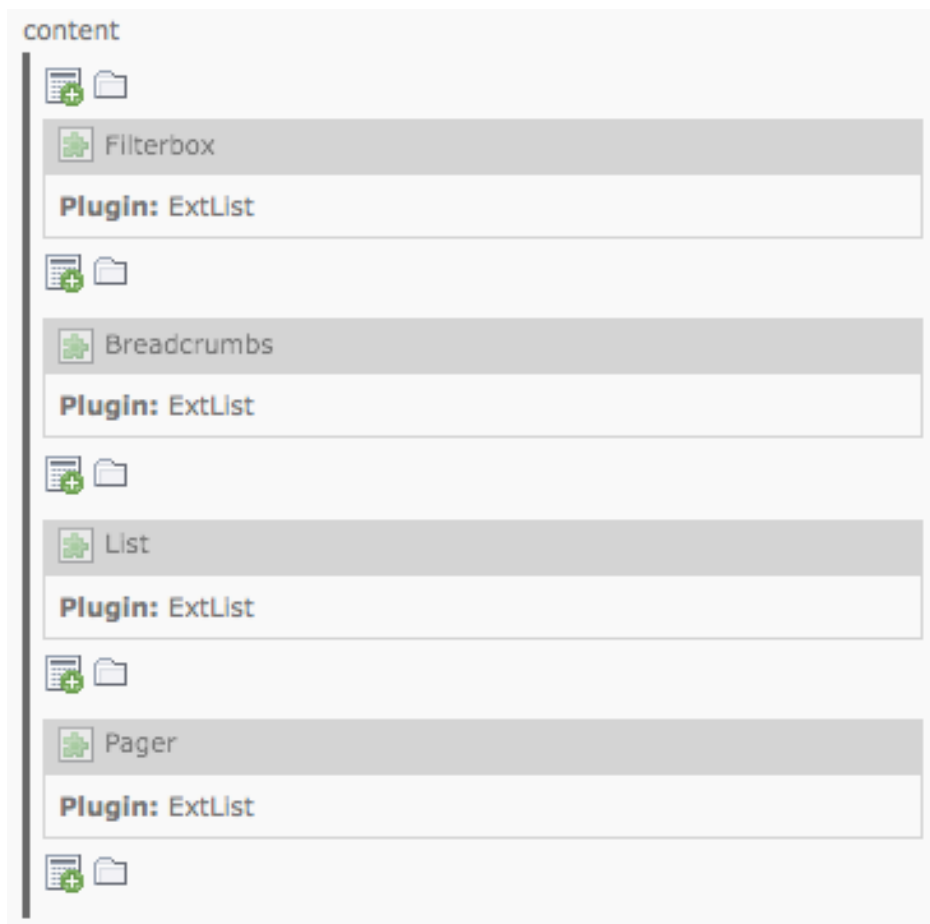 content
Filterbox
Plugin: ExtList
Breadcrumbs
Plugin: ExtList
List
Plugin: ExtList
Pager
Plugin: ExtList